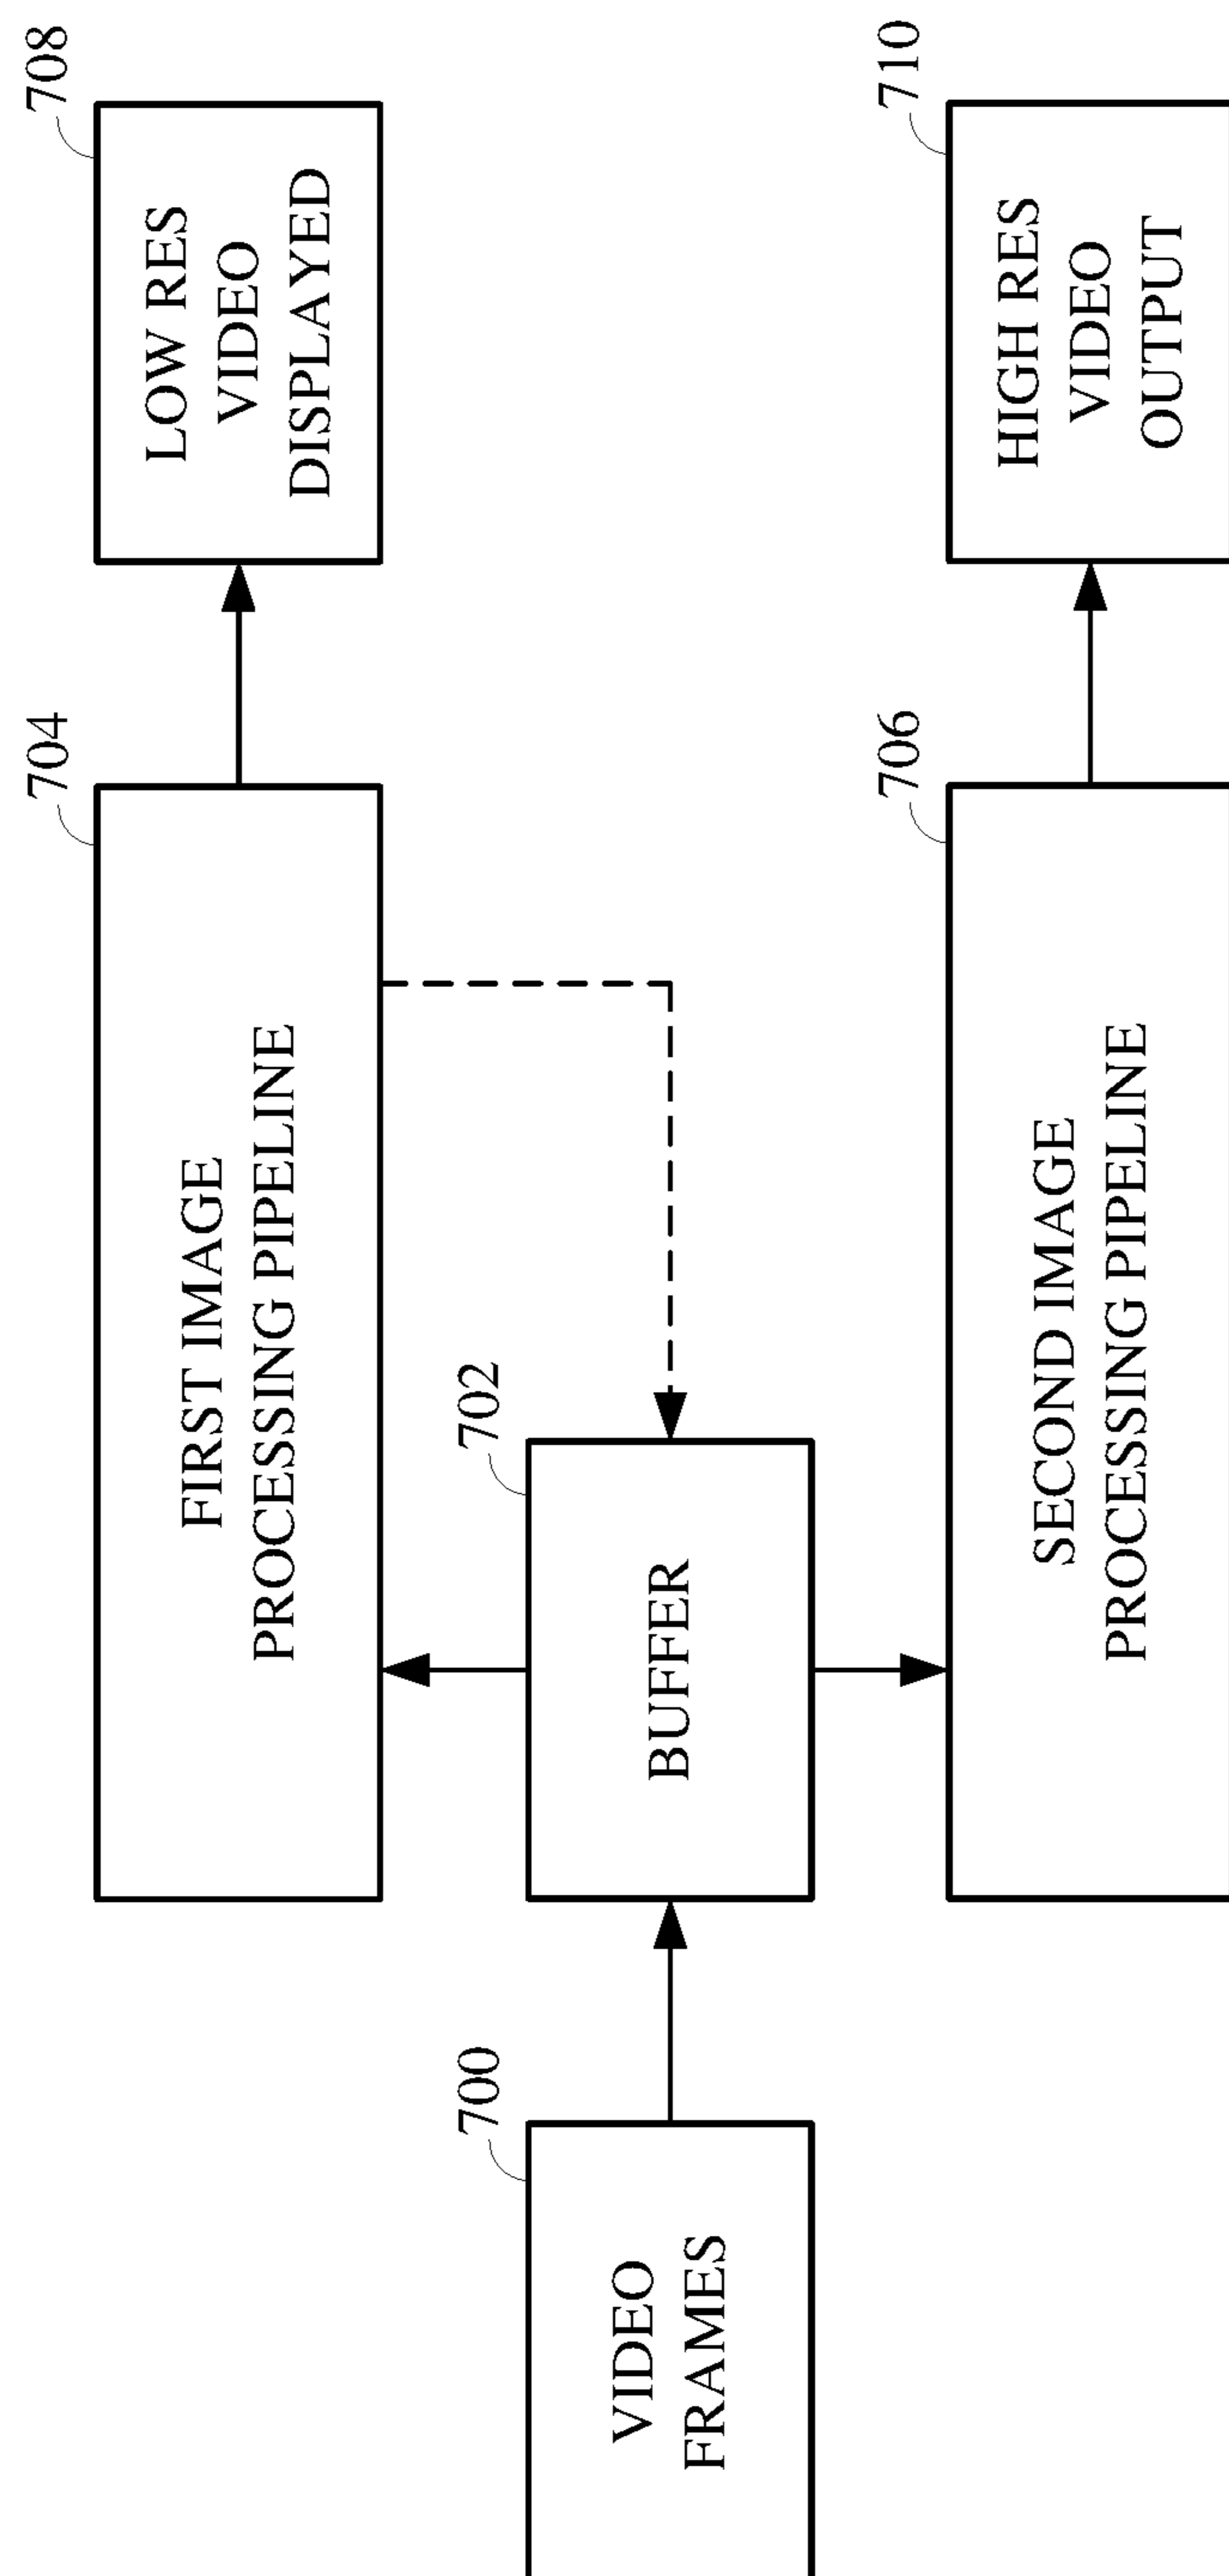 704
FIRST IMAGE
PROCESSING PIPELINE
708
LOW RES
VIDEO
DISPLAYED
700
VIDEO
FRAMES
702
BUFFER
706
SECOND IMAGE
PROCESSING PIPELINE
710
HIGH RES
VIDEO
OUTPUT